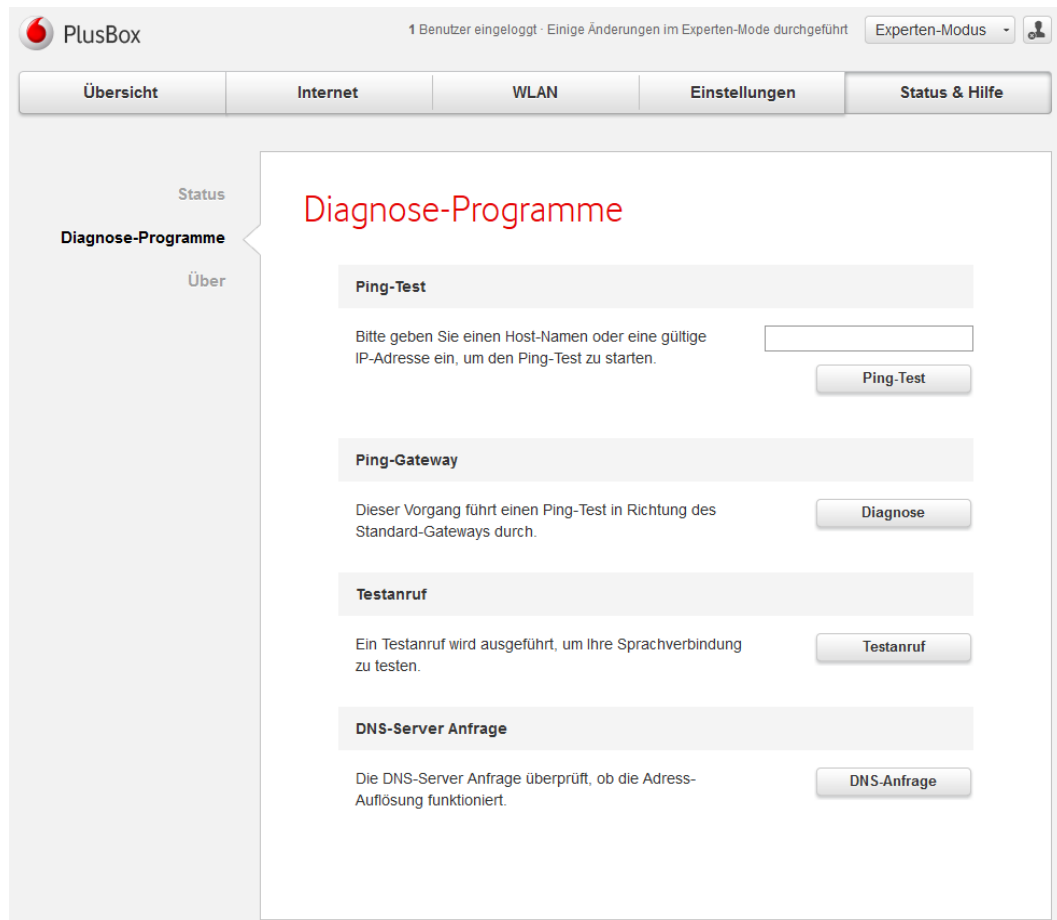 PlusBox
1 Benutzer eingeloggt · Einige Änderungen im Experten-Mode durchgeführt
Experten-Modus
Übersicht
Internet
WLAN
Einstellungen
Status & Hilfe
Status
Diagnose-Programme
Über
Diagnose-Programme
Ping-Test
Bitte geben Sie einen Host-Namen oder eine gültige
IP-Adresse ein, um den Ping-Test zu starten.
Ping-Test
Ping-Gateway
Dieser Vorgang führt einen Ping-Test in Richtung des
Standard-Gateways durch.
Diagnose
Testanruf
Ein Testanruf wird ausgeführt, um Ihre Sprachverbindung
zu testen.
Testanruf
DNS-Server Anfrage
Die DNS-Server Anfrage überprüft, ob die Adress-
Auflösung funktioniert.
DNS-Anfrage